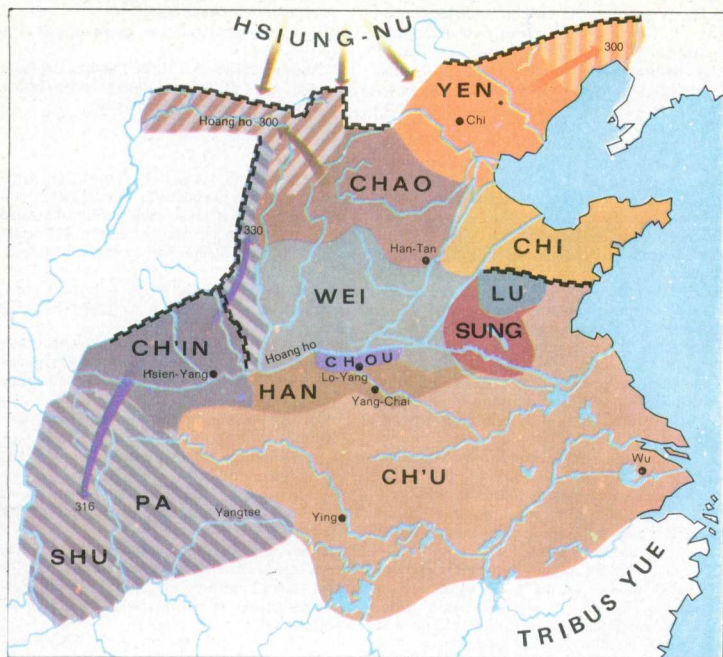 HSIUNG-NU
300
YEN
Chi
Hoang ho 300
CHAO
330
Han-Tan
CHI
WEI
LU
SUNG
CH'IN
Hoang ho
CHOU
Hsien-Yang
Lo-Yang
HAN
Yang-Chai
CH'U
Wu
316
PA
Yangtse
Ying
SHU
TRIBUS YUE